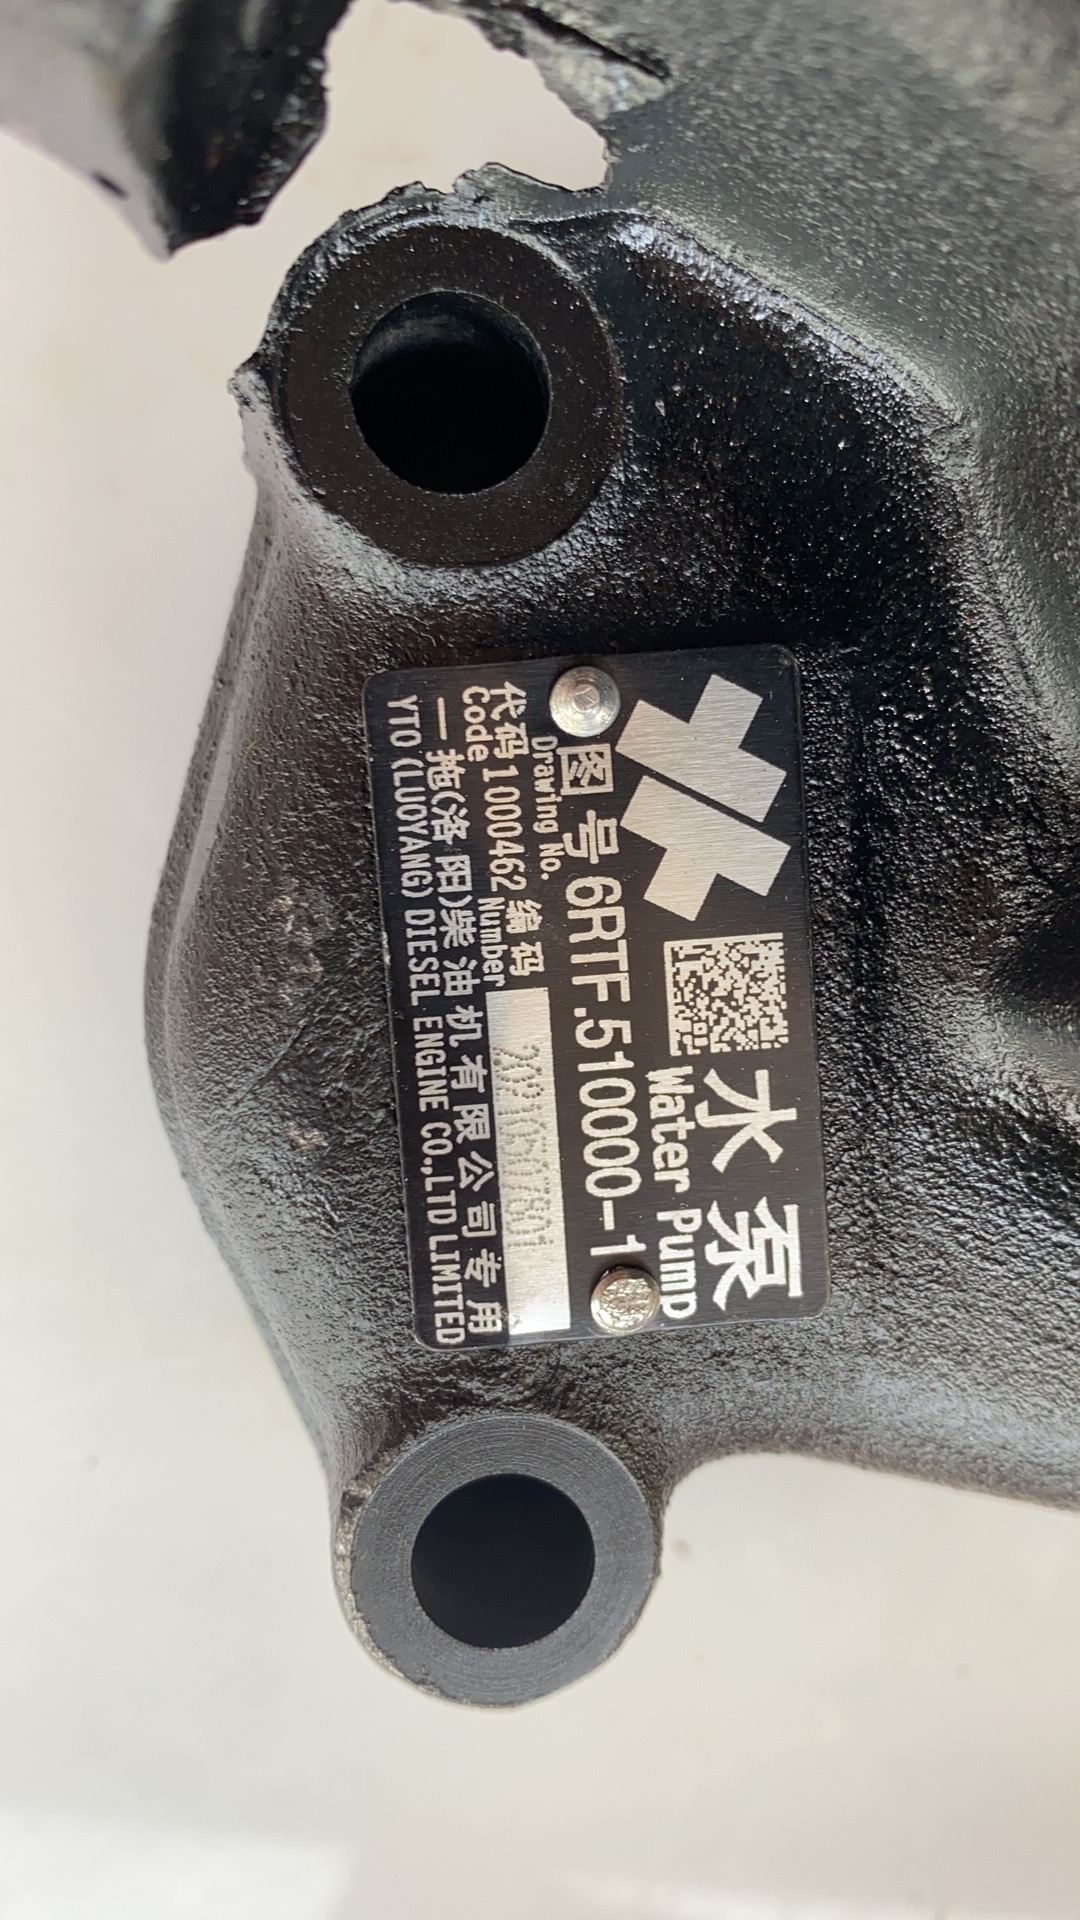 水泵
Water Pump
图号 6RTF.510000-1
Drawing No.
代码 1000462 编码
Code Number
一拖(洛阳)柴油机有限公司专用
YTO (LUOYANG) DIESEL ENGINE CO.,LTD LIMITED